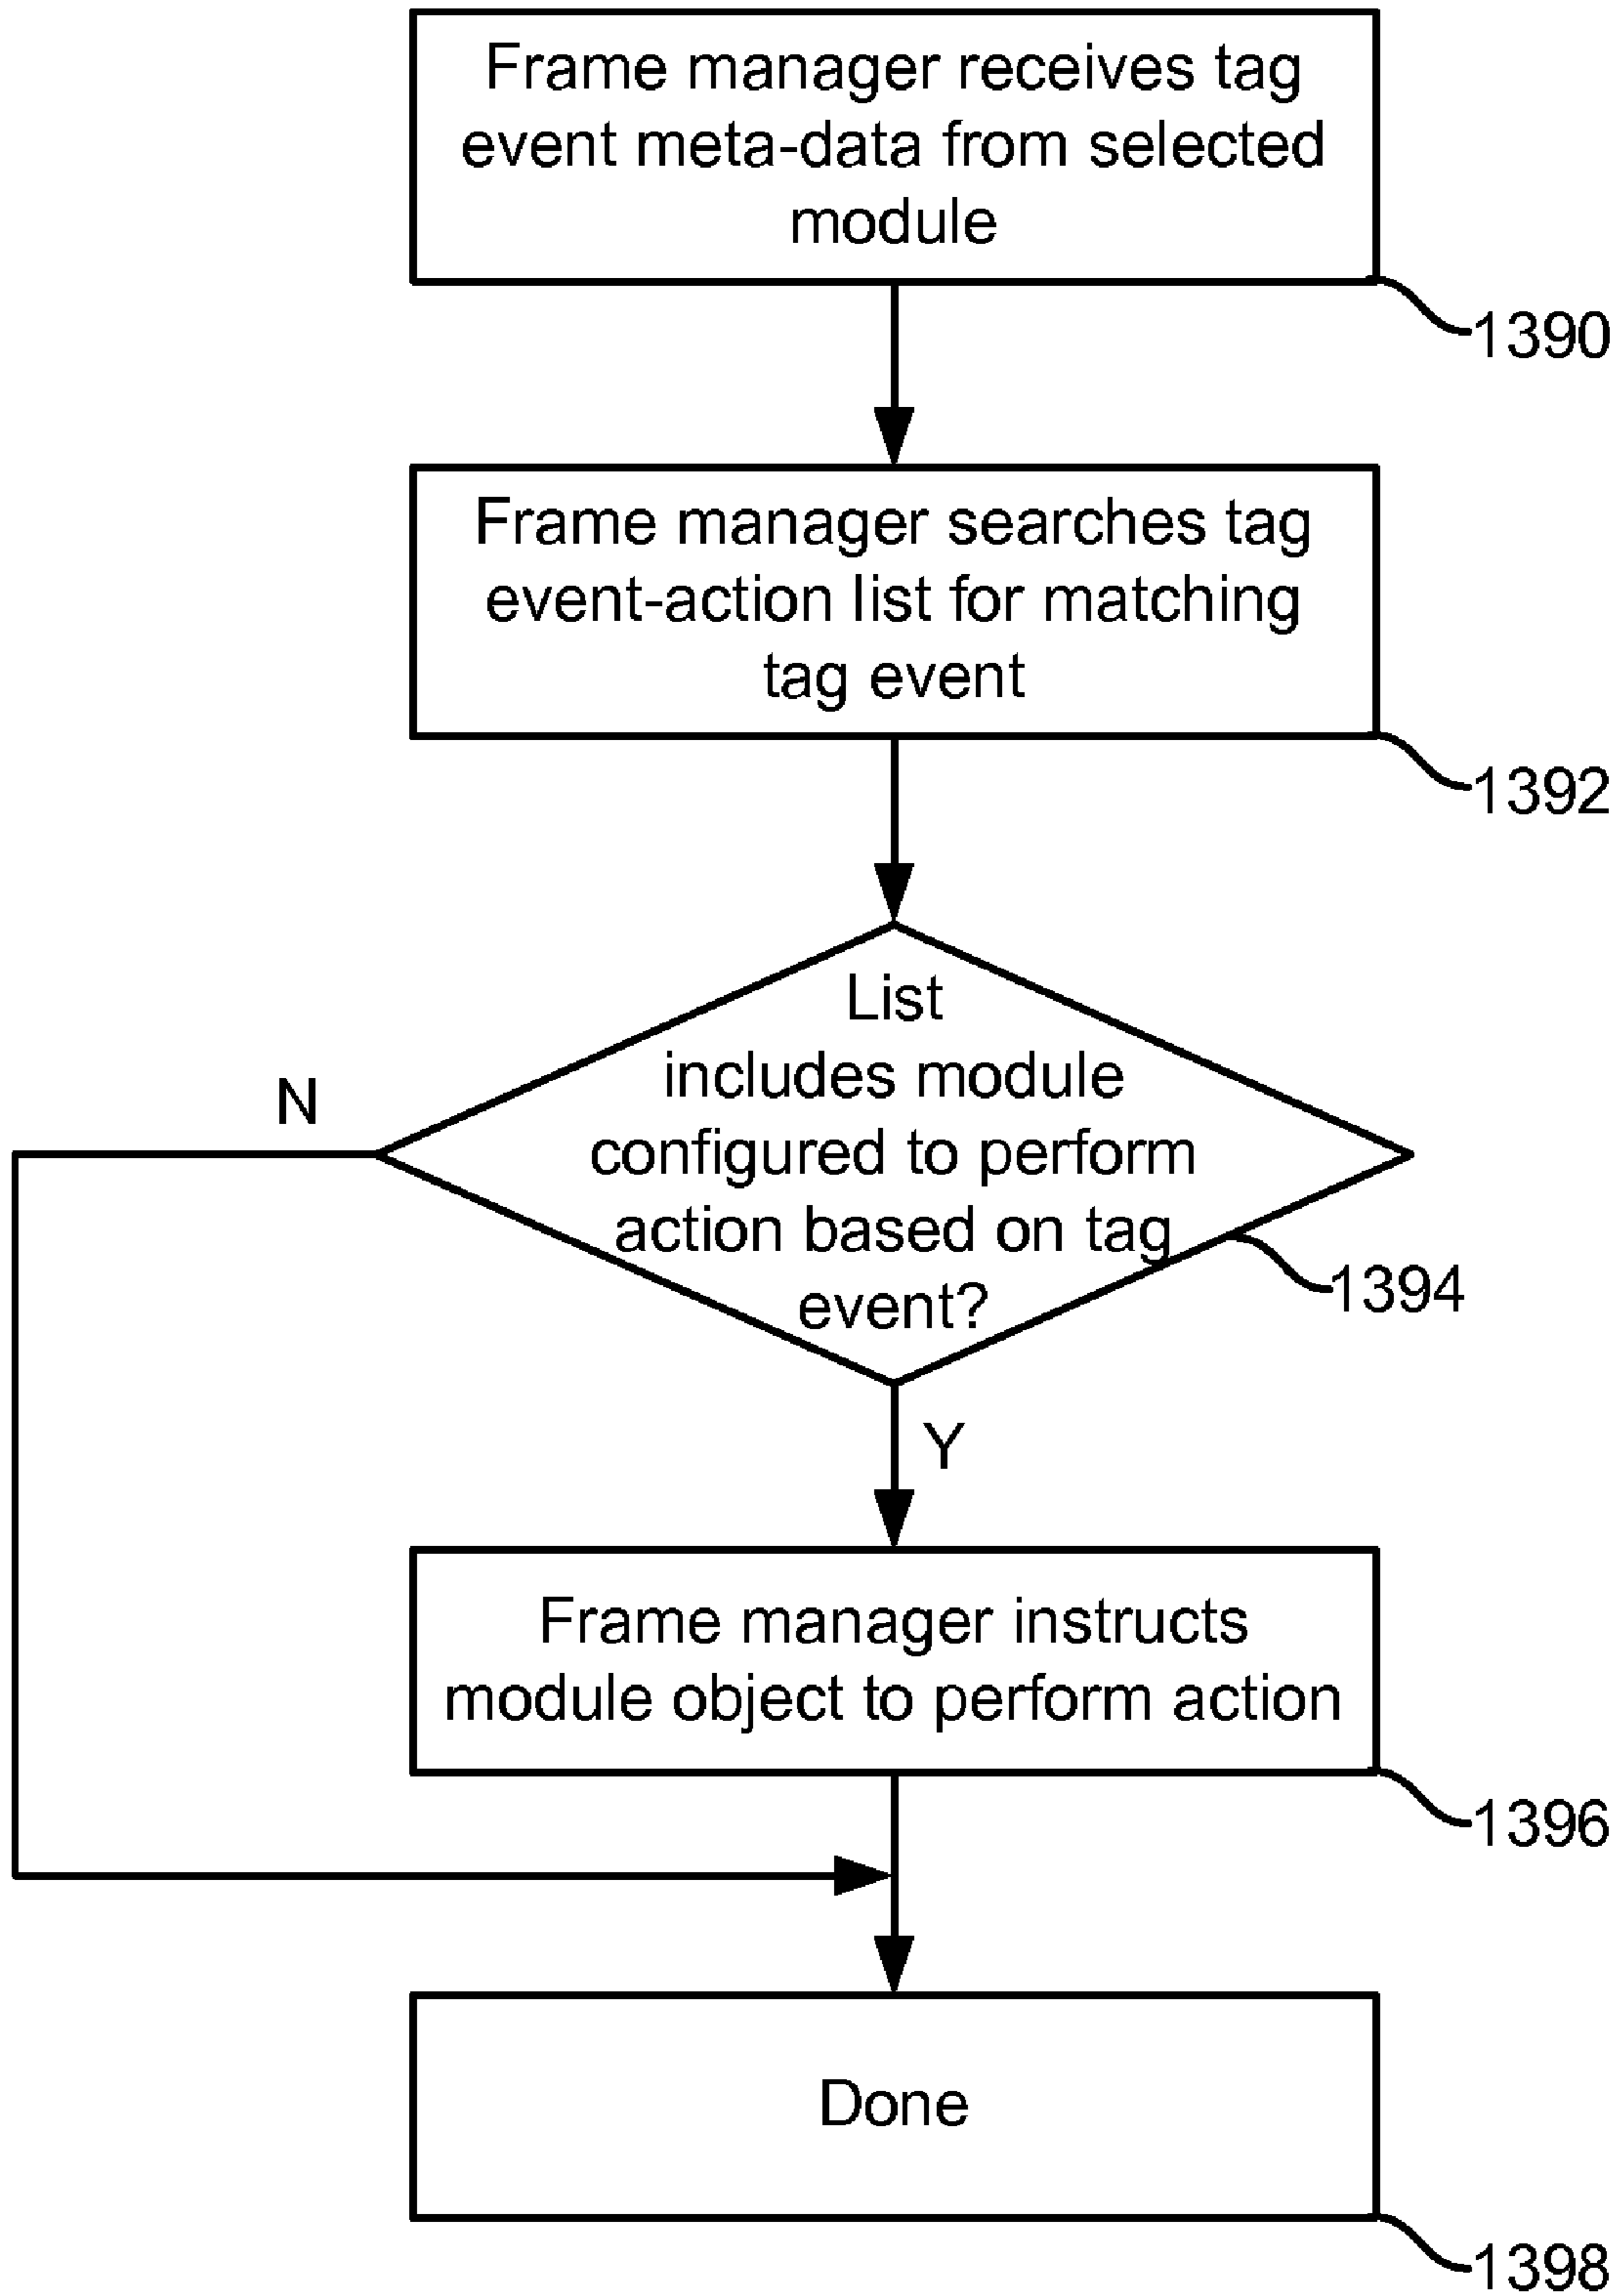 Frame manager receives tag
event meta-data from selected
module
1390
Frame manager searches tag
event-action list for matching
tag event
1392
List
includes module
configured to perform
action based on tag
event?
N
1394
Y
Frame manager instructs
module object to perform action
1396
Done
1398